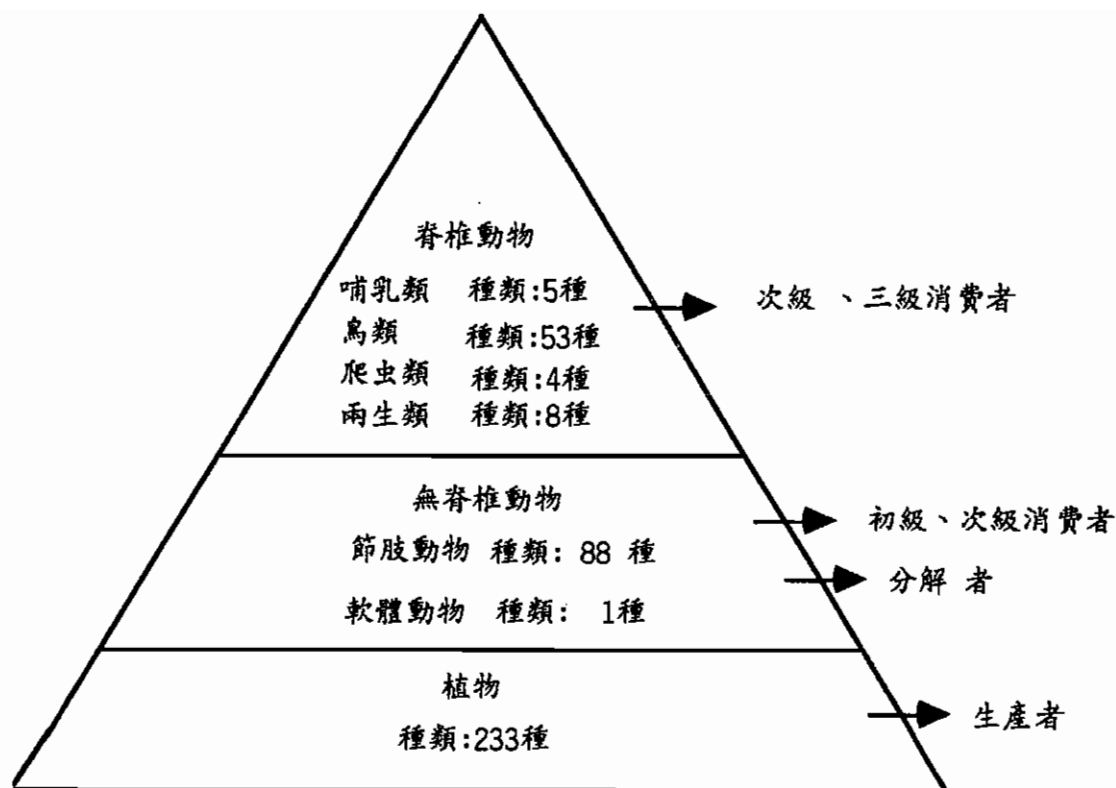 脊椎動物
哺乳類 種類:5種
次級、三級消費者
鳥類 種類:53種
爬虫類 種類:4種
兩生類 種類:8種
無脊椎動物
初級、次級消費者
節肢動物 種類: 88 種
分解 者
軟體動物 種類: 1種
植物
生產者
種類:233種